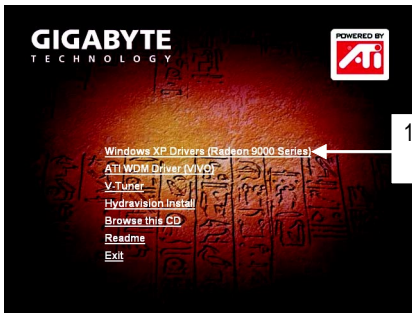 GIGABYTE
TECHNOLOGY
POWERED BY
ATi
Windows XP Drivers (Radeon 9000 Series)
1
ATI WDM Driver (VIVO)
V-Tuner
Hydravision Install
Browse this CD
Readme
Exit